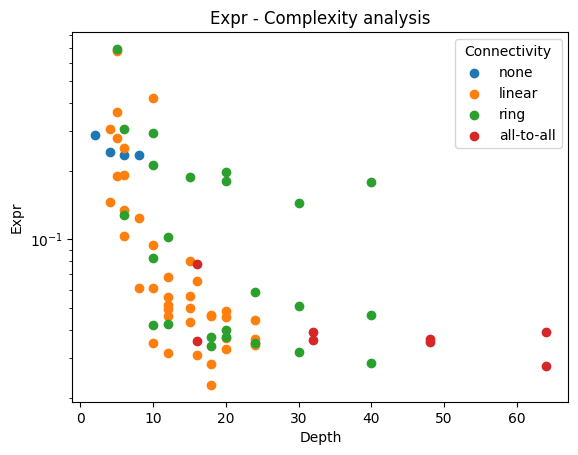 Expr - Complexity analysis
Connectivity
none
linear
ring
all-to-all
Expr
10⁻¹
0 10 20 30 40 50 60
Depth